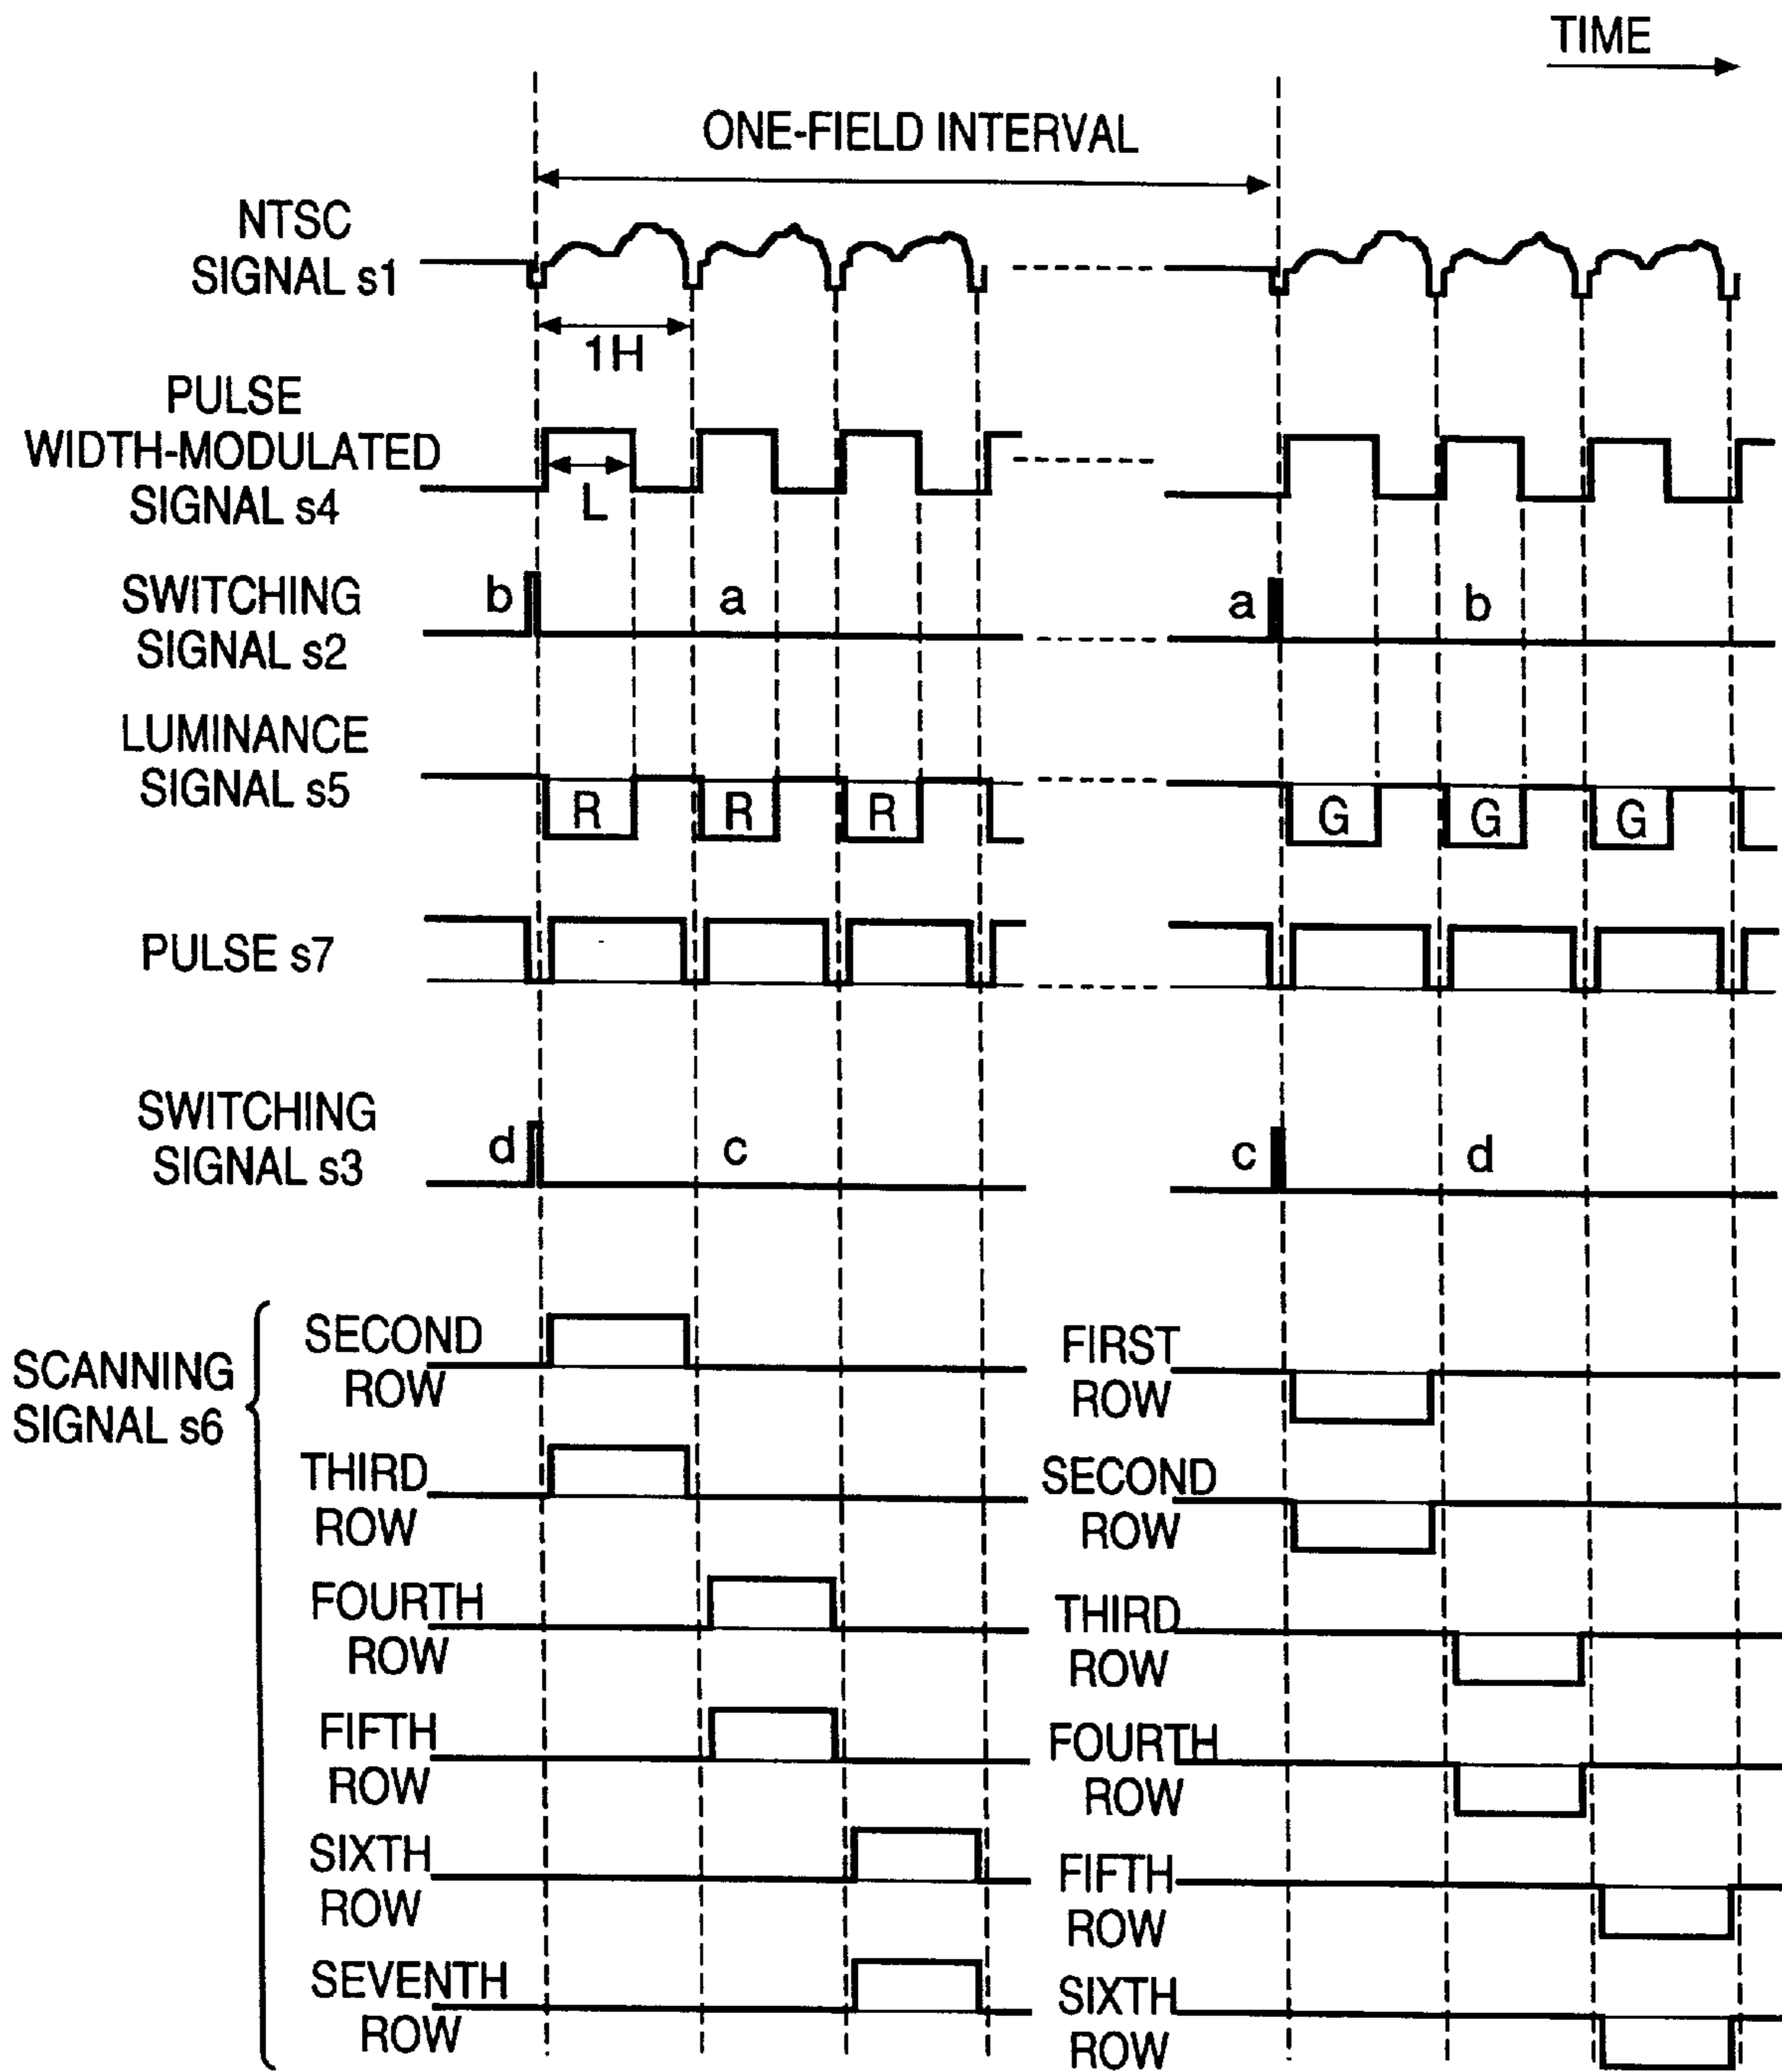 TIME
ONE-FIELD INTERVAL
NTSC
SIGNAL s1
1H
PULSE
WIDTH-MODULATED
SIGNAL s4
L
SWITCHING
SIGNAL s2
b a a b
LUMINANCE
SIGNAL s5
R R R G G G
PULSE s7
SWITCHING
SIGNAL s3
d c c d
SCANNING
SIGNAL s6
SECOND
ROW
THIRD
ROW
FOURTH
ROW
FIFTH
ROW
SIXTH
ROW
SEVENTH
ROW
FIRST
ROW
SECOND
ROW
THIRD
ROW
FOURTH
ROW
FIFTH
ROW
SIXTH
ROW